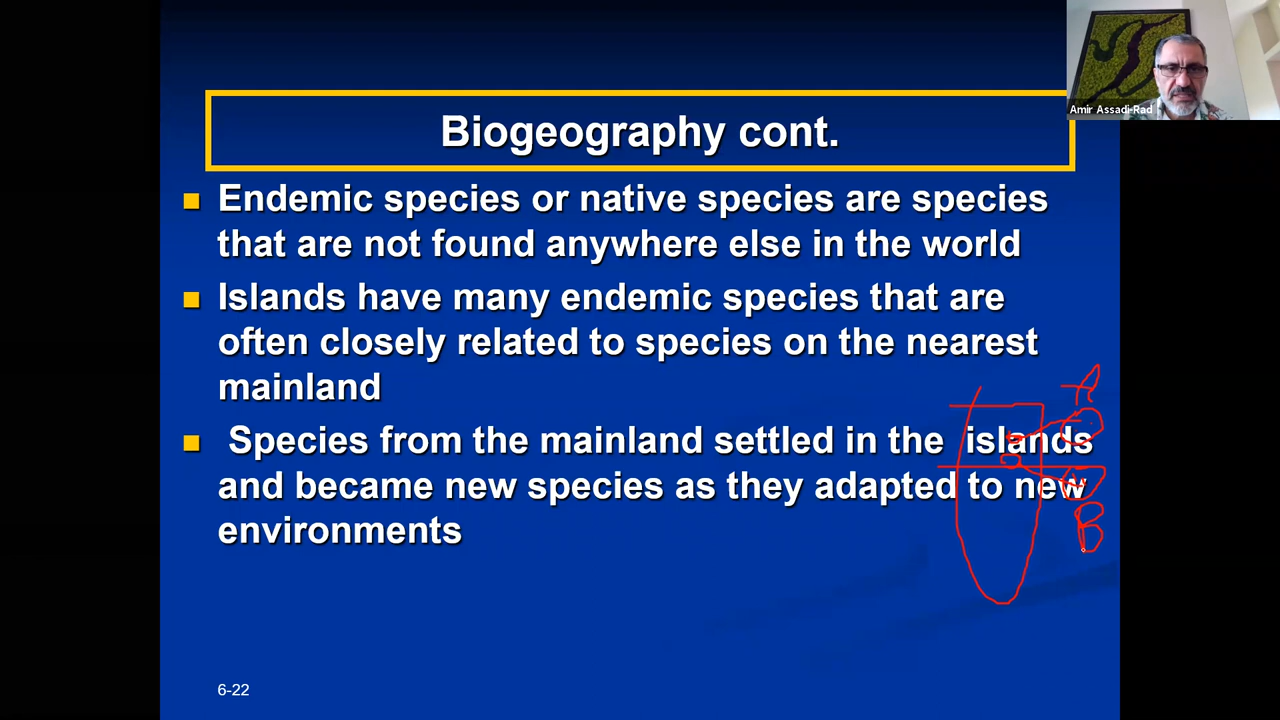 Amir Assadi-Rad
Biogeography cont.
Endemic species or native species are species
that are not found anywhere else in the world
Islands have many endemic species that are
often closely related to species on the nearest
mainland
Species from the mainland settled in the islands
and became new species as they adapted to new
environments
A
B
6-22